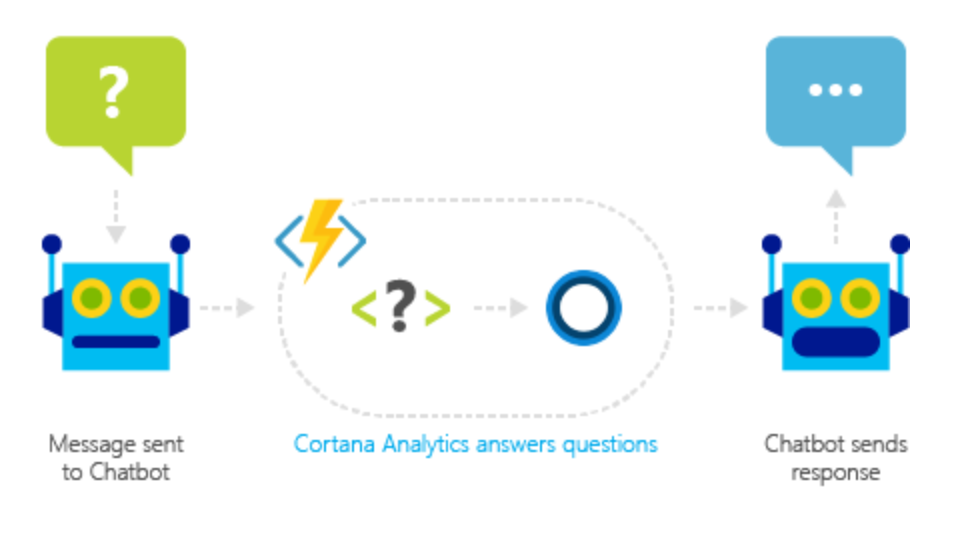 ?
...
<?>
Message sent
to Chatbot
Cortana Analytics answers questions
Chatbot sends
response